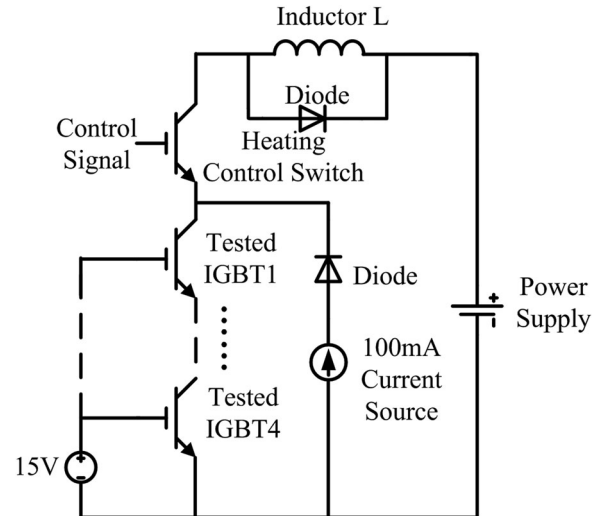 Inductor L
Diode
Heating
Control Switch
Control
Signal
Tested
IGBT1
Diode
Power
Supply
100mA
Current
Source
Tested
IGBT4
15V